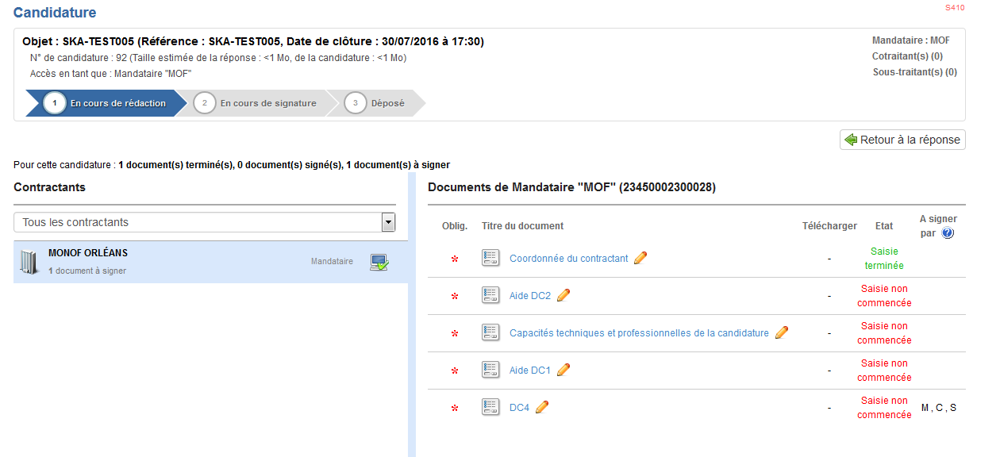 Candidature
S410
Objet : SKA-TEST005 (Référence : SKA-TEST005, Date de clôture : 30/07/2016 à 17:30)
N° de candidature : 92 (Taille estimée de la réponse : <1 Mo, de la candidature : <1 Mo)
Accès en tant que : Mandataire "MOF"
Mandataire : MOF
Cotraitant(s) (0)
Sous-traitant(s) (0)
1 En cours de rédaction
2 En cours de signature
3 Déposé
Retour à la réponse
Pour cette candidature : 1 document(s) terminé(s), 0 document(s) signé(s), 1 document(s) à signer
Contractants
Tous les contractants
MONOF ORLÉANS
1 document à signer
Mandataire
Documents de Mandataire "MOF" (23450002300028)
Oblig. Titre du document Télécharger Etat A signer
par ?
* Coordonnée du contractant - Saisie
terminée
* Aide DC2 - Saisie non
commencée
* Capacités techniques et professionnelles de la candidature - Saisie non
commencée
* Aide DC1 - Saisie non
commencée
* DC4 - Saisie non
commencée M , C , S